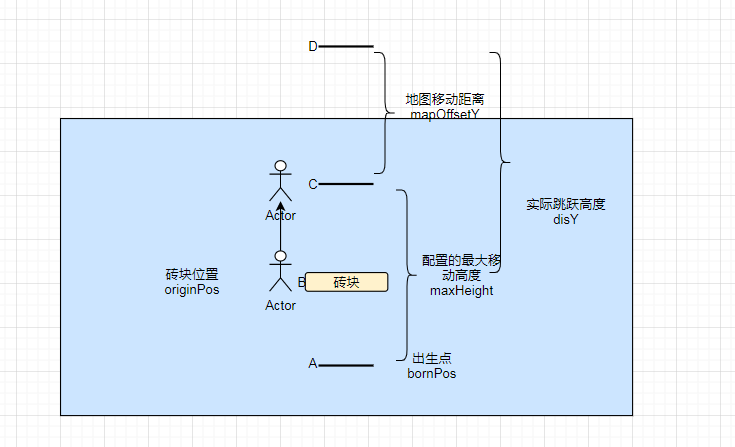 D
地图移动距离
mapOffsetY
C
Actor
实际跳跃高度
disY
配置的最大移
动高度
maxHeight
砖块位置
originPos
B
砖块
Actor
A
出生点
bornPos